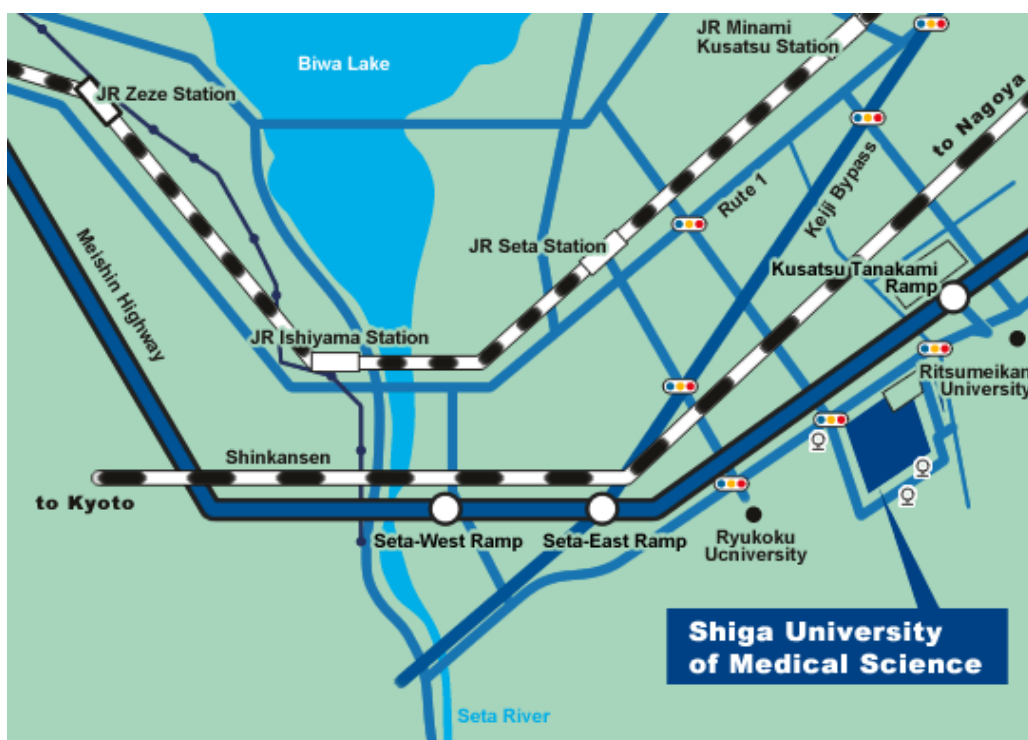 JR Minami
Kusatsu Station
Biwa Lake
JR Zeze Station
to Nagoya
Rute 1
Keiji Bypass
JR Seta Station
Meishin Highway
Kusatsu Tanakami
Ramp
JR Ishiyama Station
Ritsumeikan
University
Shinkansen
to Kyoto
Seta-West Ramp
Seta-East Ramp
Ryukoku
Ucniversity
Shiga University
of Medical Science
Seta River